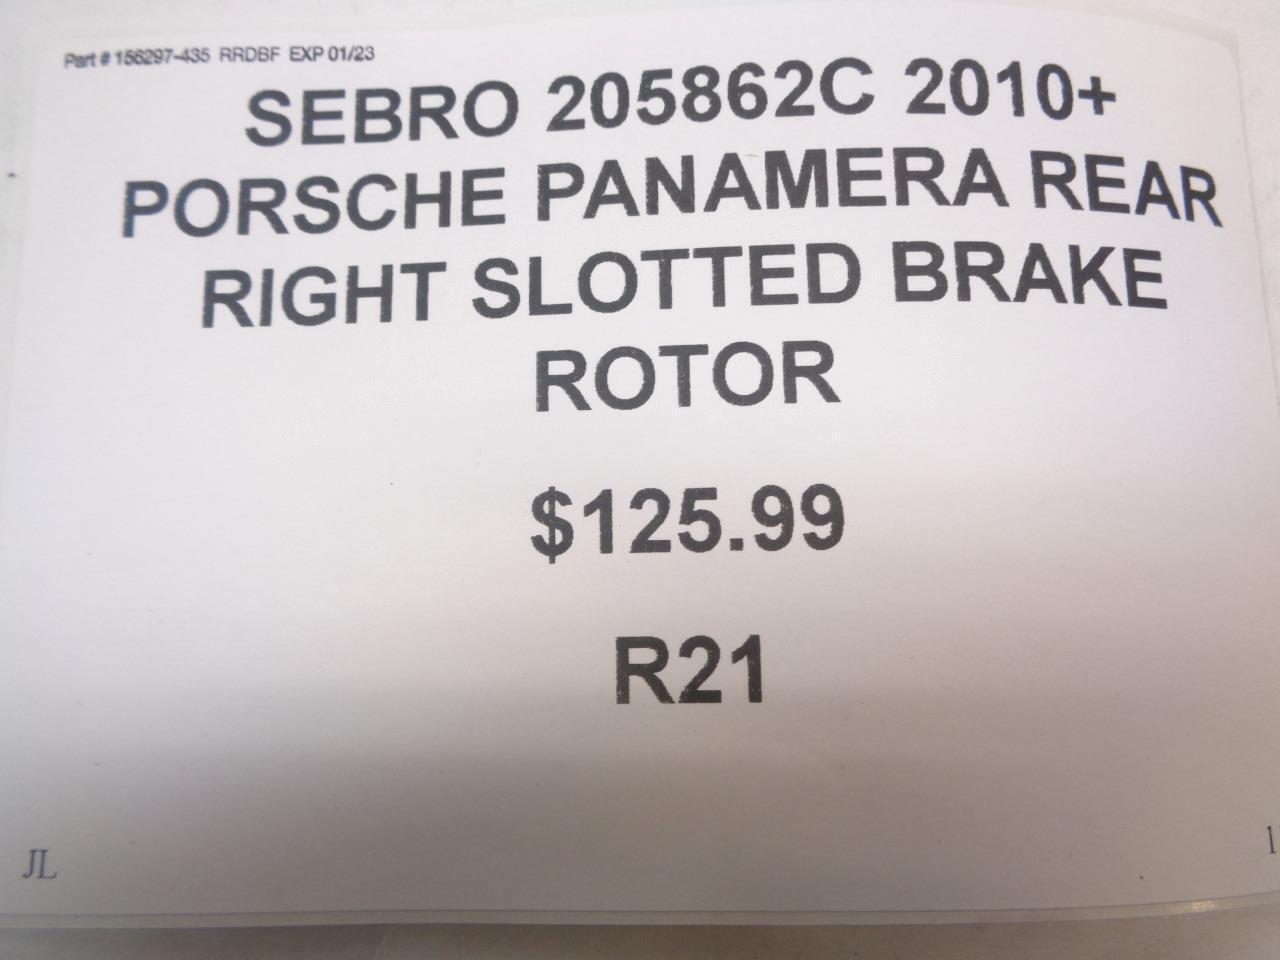 Part # 156297-435 RRDBF EXP 01/23
SEBRO 205862C 2010+
PORSCHE PANAMERA REAR
RIGHT SLOTTED BRAKE
ROTOR
$125.99
R21
JL